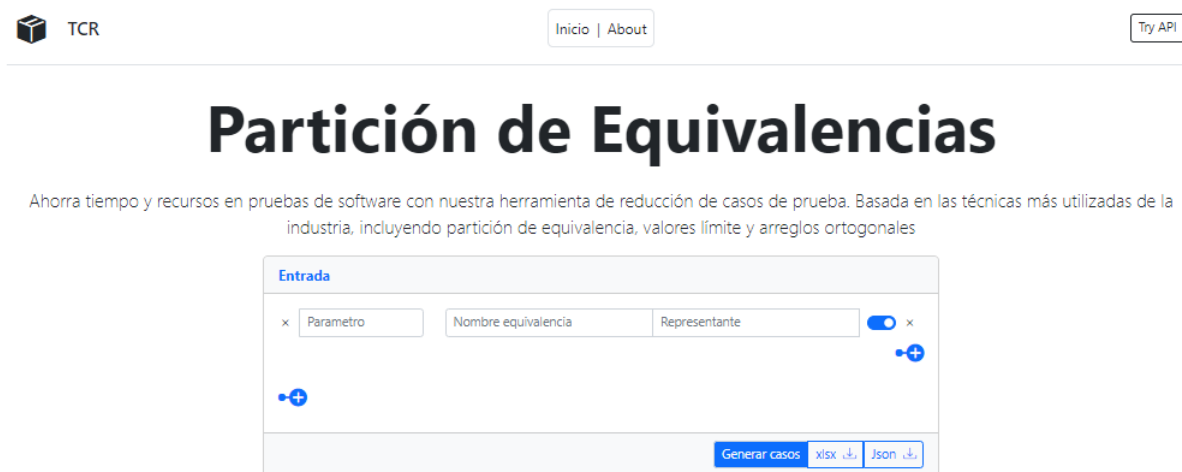 TCR
Inicio | About
Try API
Partición de Equivalencias
Ahorra tiempo y recursos en pruebas de software con nuestra herramienta de reducción de casos de prueba. Basada en las técnicas más utilizadas de la
industria, incluyendo partición de equivalencia, valores límite y arreglos ortogonales
Entrada
× Parametro Nombre equivalencia Representante ×
Generar casos xlsx Json